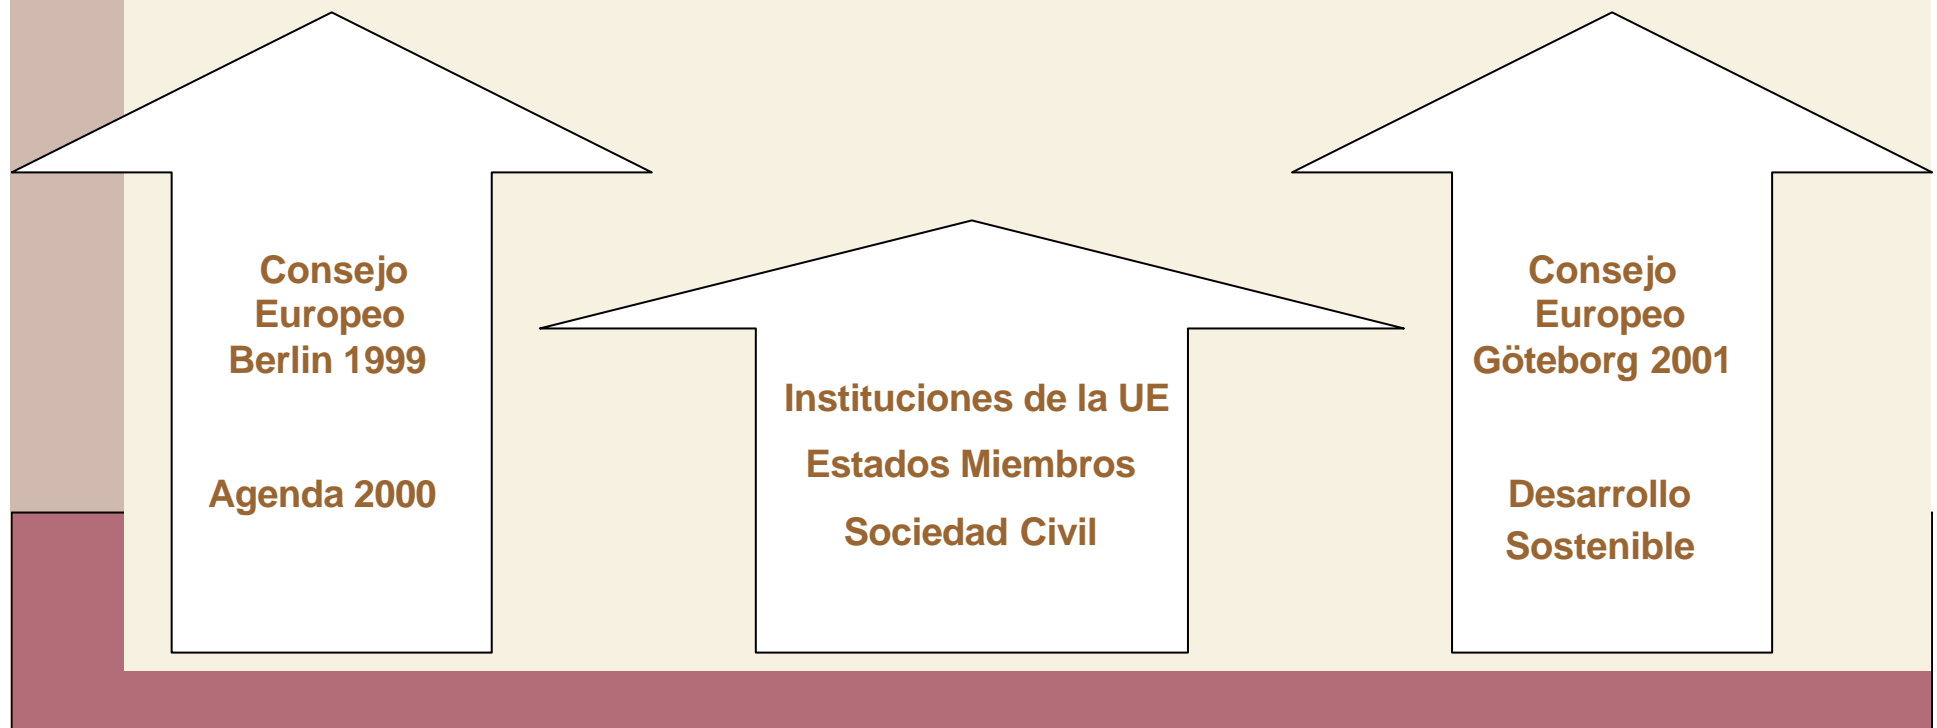 Consejo
Europeo
Berlin 1999
Agenda 2000
Instituciones de la UE
Estados Miembros
Sociedad Civil
Consejo
Europeo
Göteborg 2001
Desarrollo
Sostenible